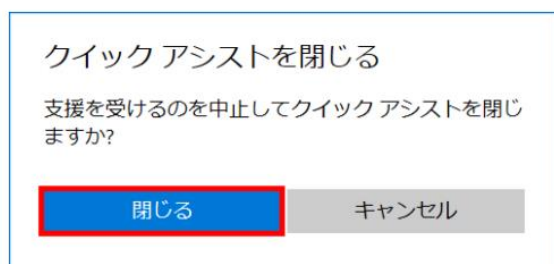 クイック アシストを閉じる
支援を受けるのを中止してクイック アシストを閉じ
ますか?
閉じる
キャンセル